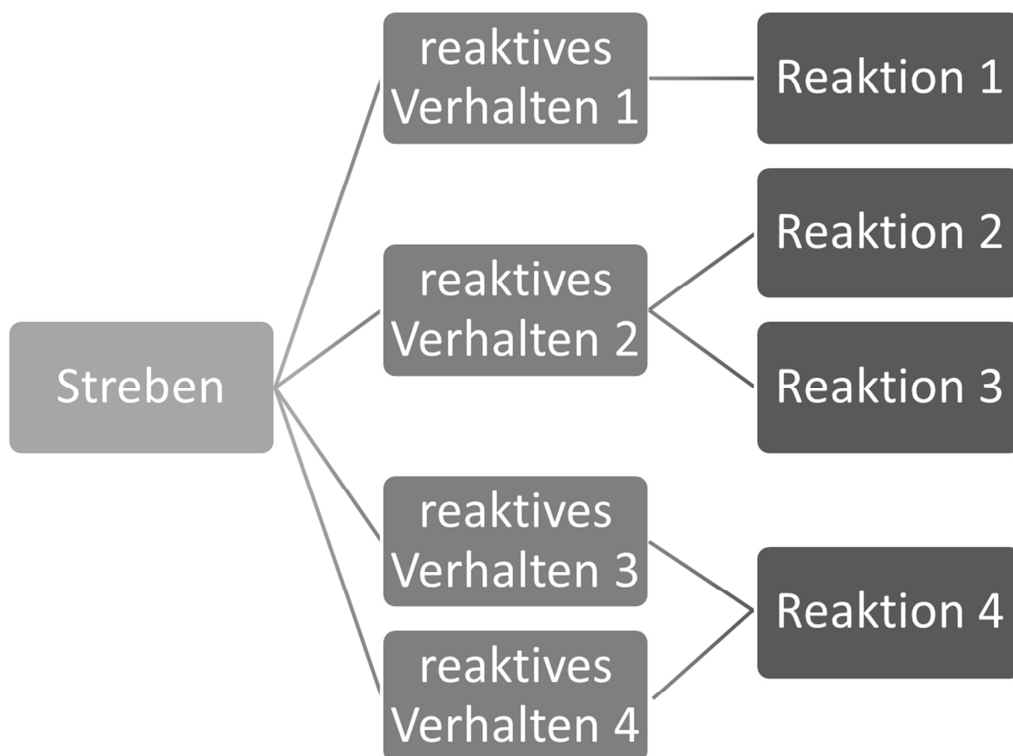 Streben
reaktives
Verhalten 1
reaktives
Verhalten 2
reaktives
Verhalten 3
reaktives
Verhalten 4
Reaktion 1
Reaktion 2
Reaktion 3
Reaktion 4